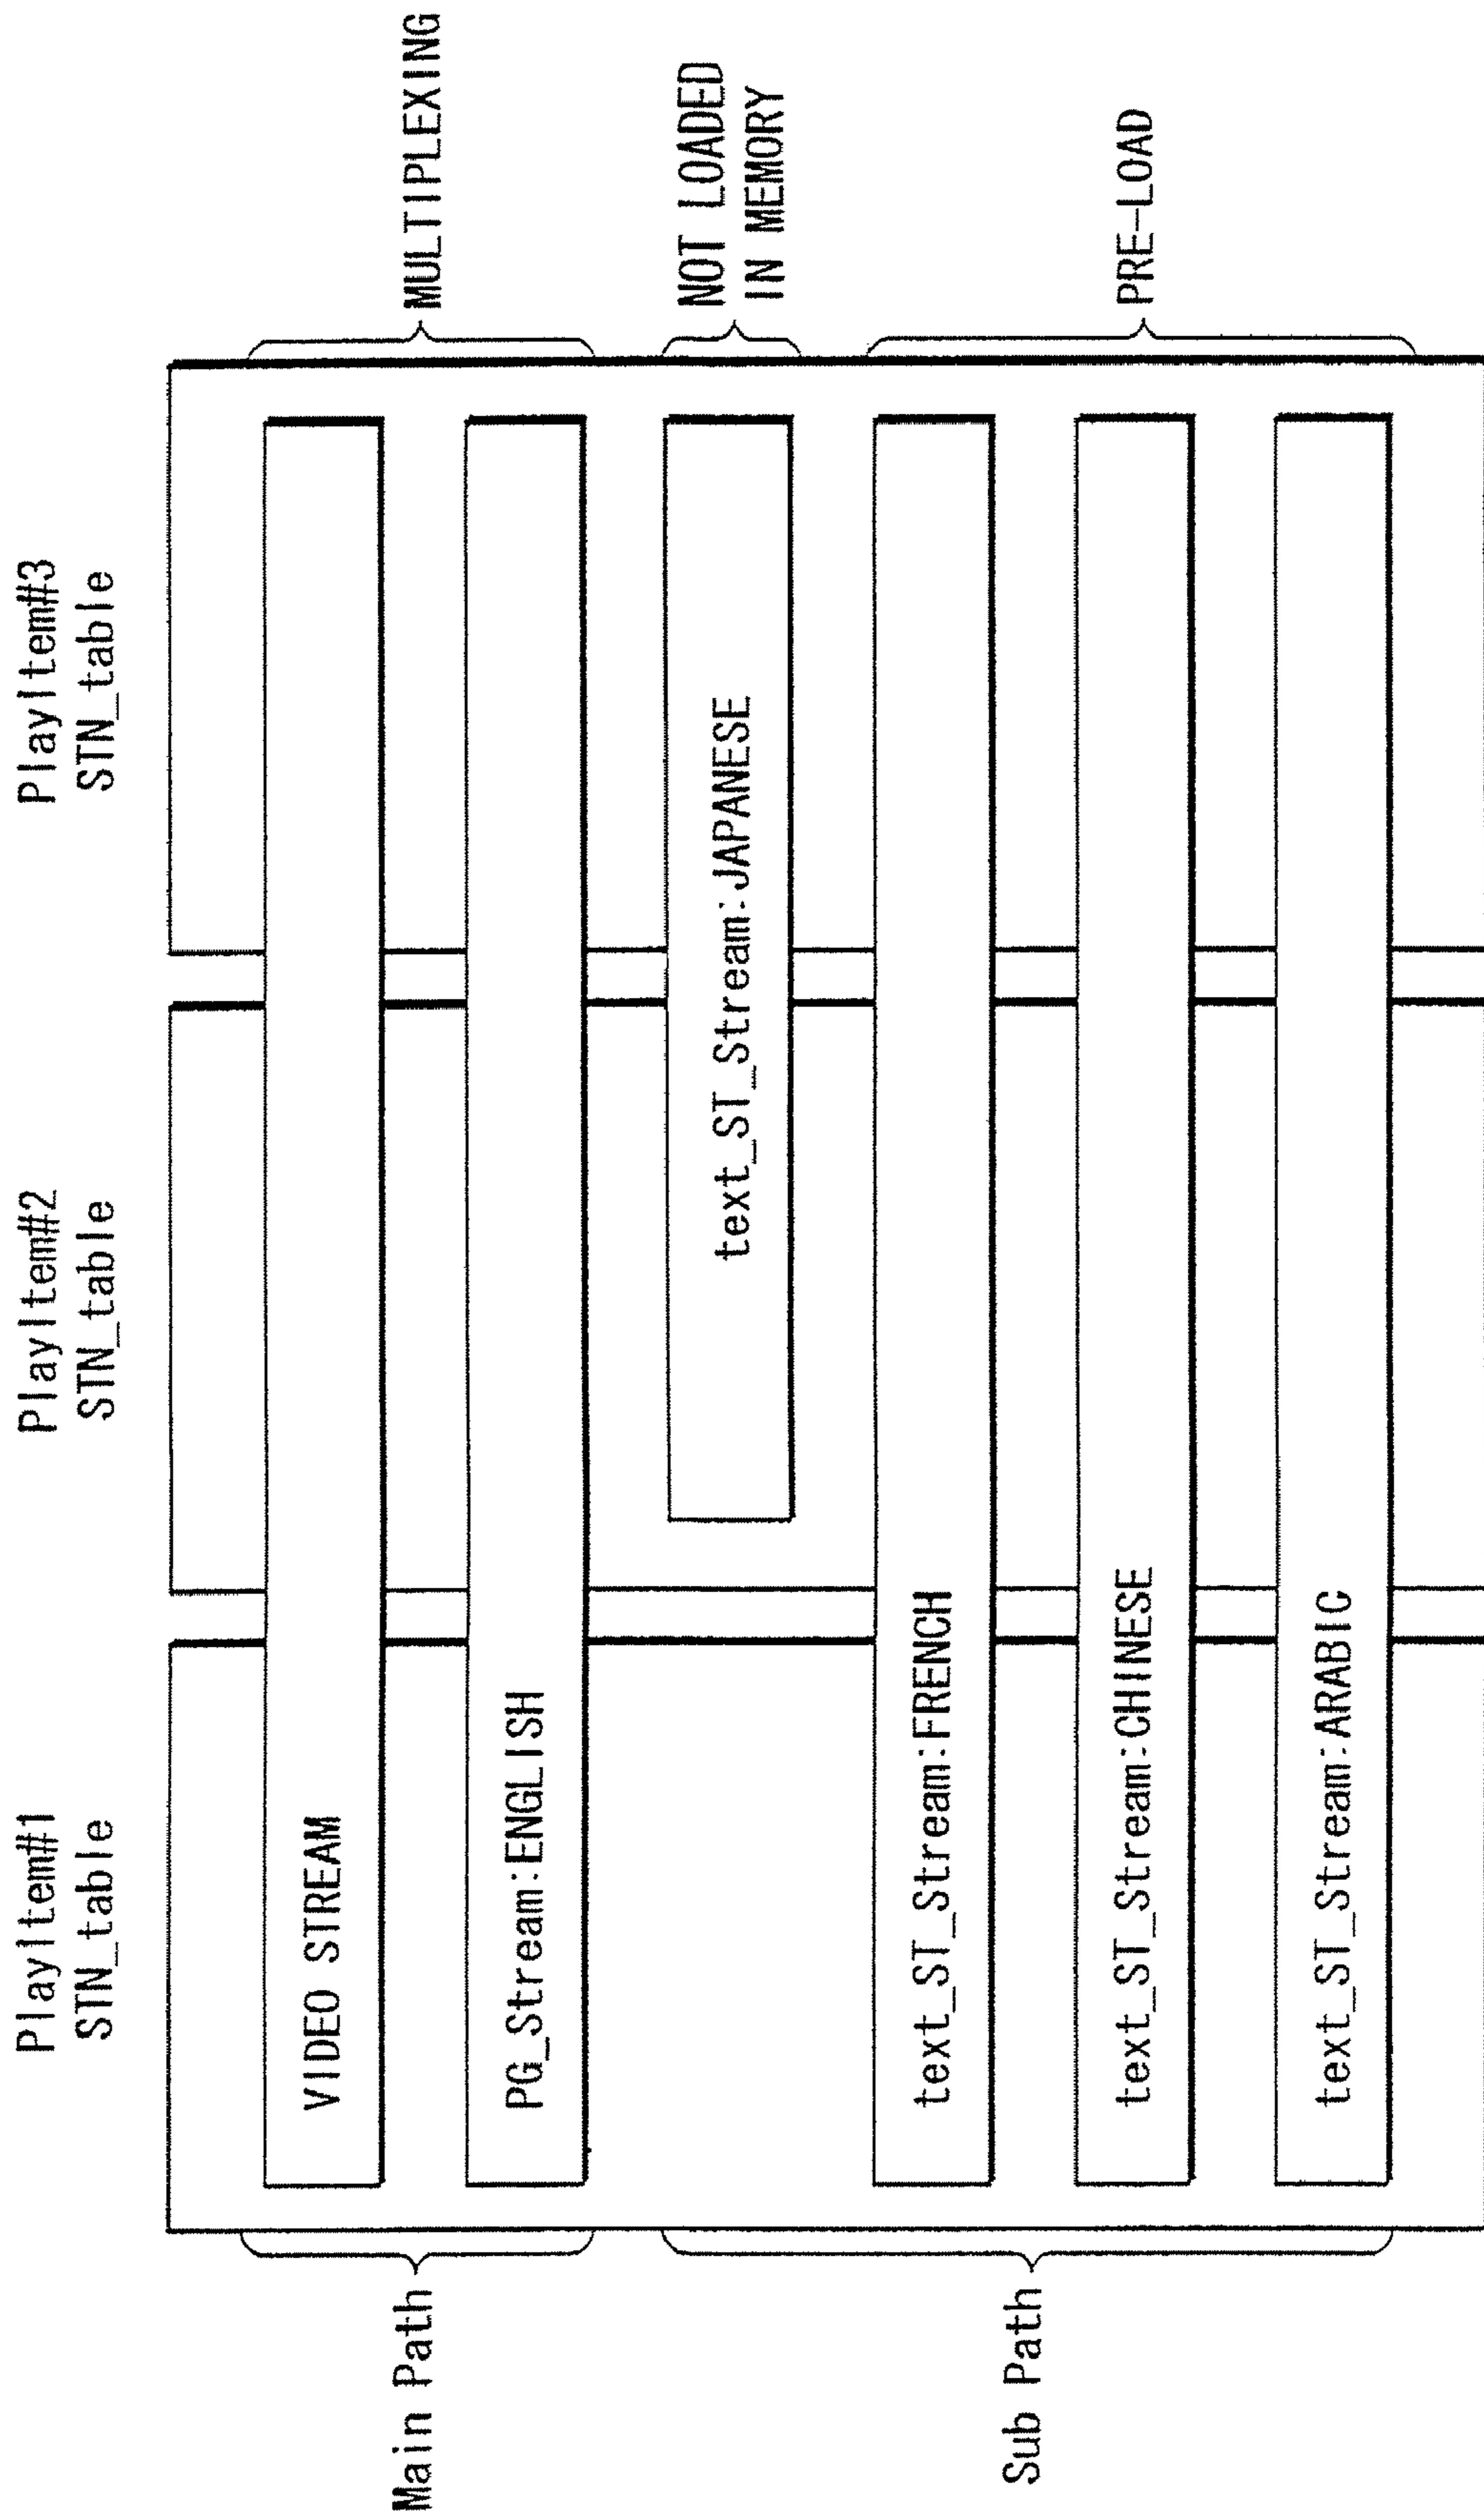 PlayItem#1
STN_table
PlayItem#2
STN_table
PlayItem#3
STN_table
Main Path
VIDEO STREAM
PG_Stream:ENGLISH
MULTIPLEXING
Sub Path
text_ST_Stream:JAPANESE
NOT LOADED
IN MEMORY
text_ST_Stream:FRENCH
text_ST_Stream:CHINESE
text_ST_Stream:ARABIC
PRE-LOAD